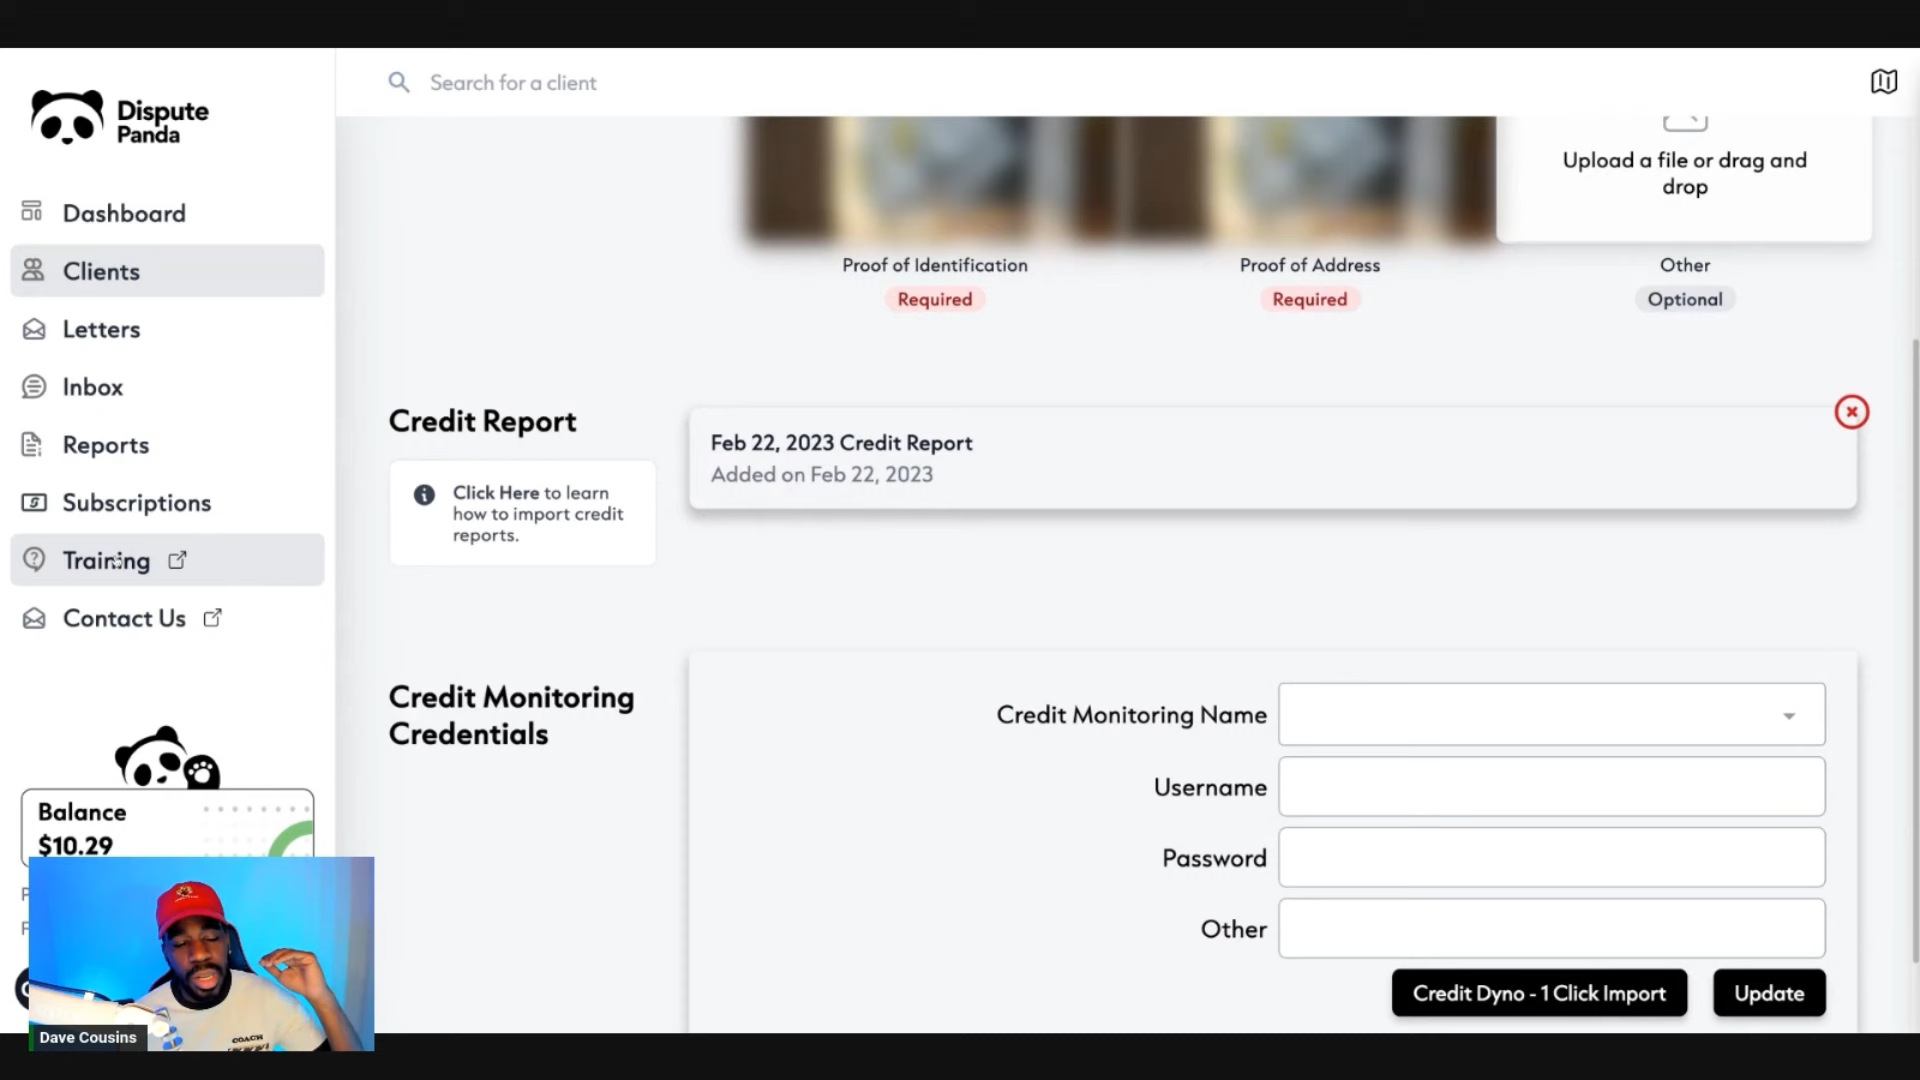 Dispute
Panda
Search for a client
Dashboard
Clients
Letters
Inbox
Reports
Subscriptions
Training
Contact Us
Balance
$10.29
Upload a file or drag and
drop
Proof of Identification
Required
Proof of Address
Required
Other
Optional
Credit Report
Click Here to learn
how to import credit
reports.
Feb 22, 2023 Credit Report
Added on Feb 22, 2023
Credit Monitoring
Credentials
Credit Monitoring Name
Username
Password
Other
Credit Dyno - 1 Click Import
Update
COACH
Dave Cousins